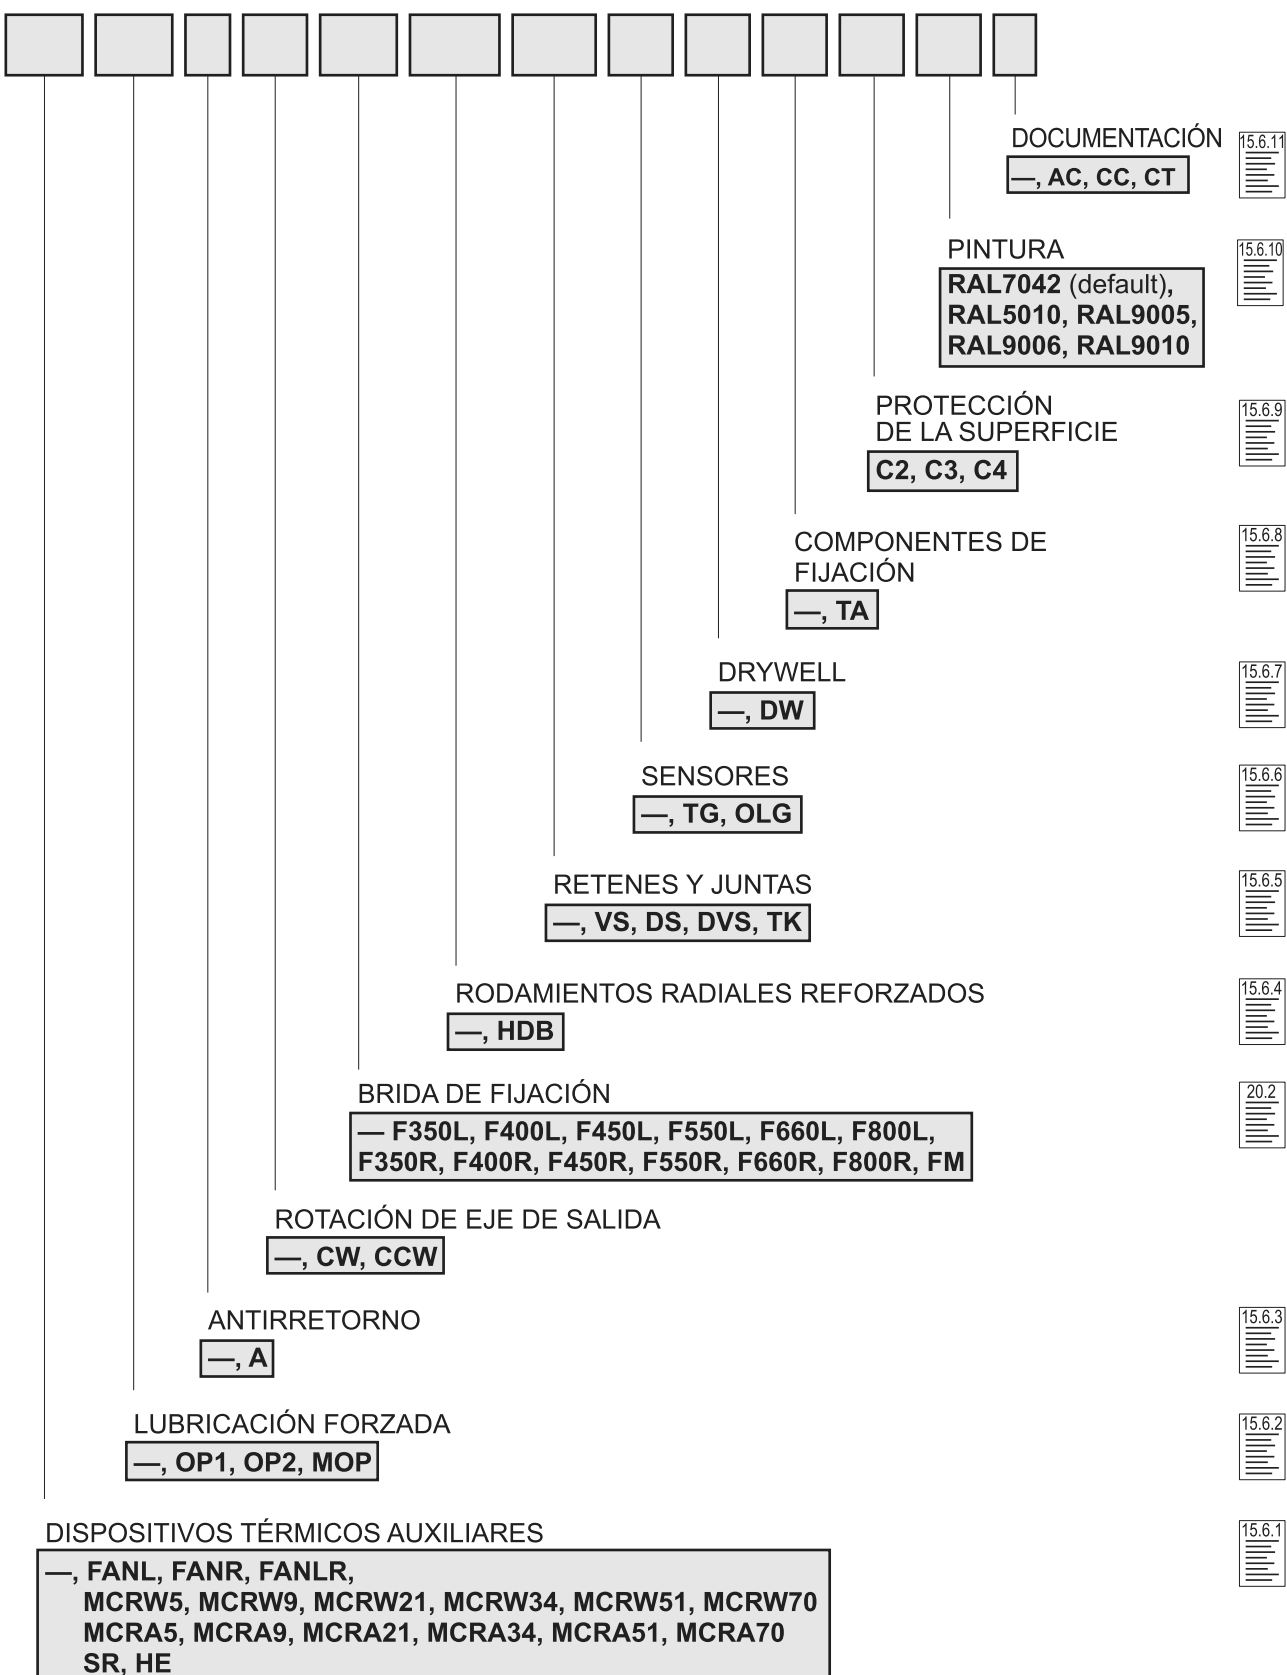 DOCUMENTACIÓN
—, AC, CC, CT
15.6.11
PINTURA
RAL7042 (default),
RAL5010, RAL9005,
RAL9006, RAL9010
15.6.10
PROTECCIÓN
DE LA SUPERFICIE
C2, C3, C4
15.6.9
COMPONENTES DE
FIJACIÓN
—, TA
15.6.8
DRYWELL
—, DW
15.6.7
SENSORES
—, TG, OLG
15.6.6
RETENES Y JUNTAS
—, VS, DS, DVS, TK
15.6.5
RODAMIENTOS RADIALES REFORZADOS
—, HDB
15.6.4
BRIDA DE FIJACIÓN
— F350L, F400L, F450L, F550L, F660L, F800L,
F350R, F400R, F450R, F550R, F660R, F800R, FM
20.2
ROTACIÓN DE EJE DE SALIDA
—, CW, CCW
ANTIRRETORNO
—, A
15.6.3
LUBRICACIÓN FORZADA
—, OP1, OP2, MOP
15.6.2
DISPOSITIVOS TÉRMICOS AUXILIARES
—, FANL, FANR, FANLR,
MCRW5, MCRW9, MCRW21, MCRW34, MCRW51, MCRW70
MCRA5, MCRA9, MCRA21, MCRA34, MCRA51, MCRA70
SR, HE
15.6.1